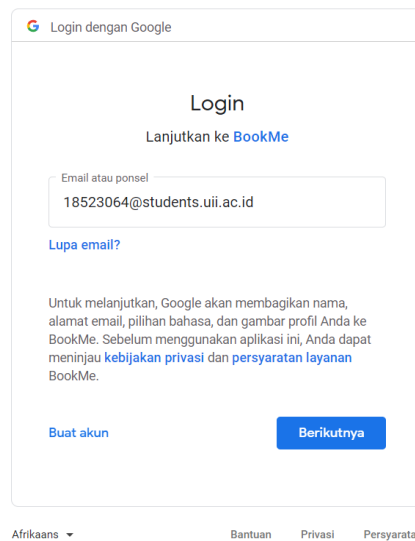 Login dengan Google
Login
Lanjutkan ke BookMe
Email atau ponsel
18523064@students.uii.ac.id
Lupa email?
Untuk melanjutkan, Google akan membagikan nama,
alamat email, pilihan bahasa, dan gambar profil Anda ke
BookMe. Sebelum menggunakan aplikasi ini, Anda dapat
meninjau kebijakan privasi dan persyaratan layanan
BookMe.
Buat akun Berikutnya
Afrikaans Bantuan Privasi Persyarata